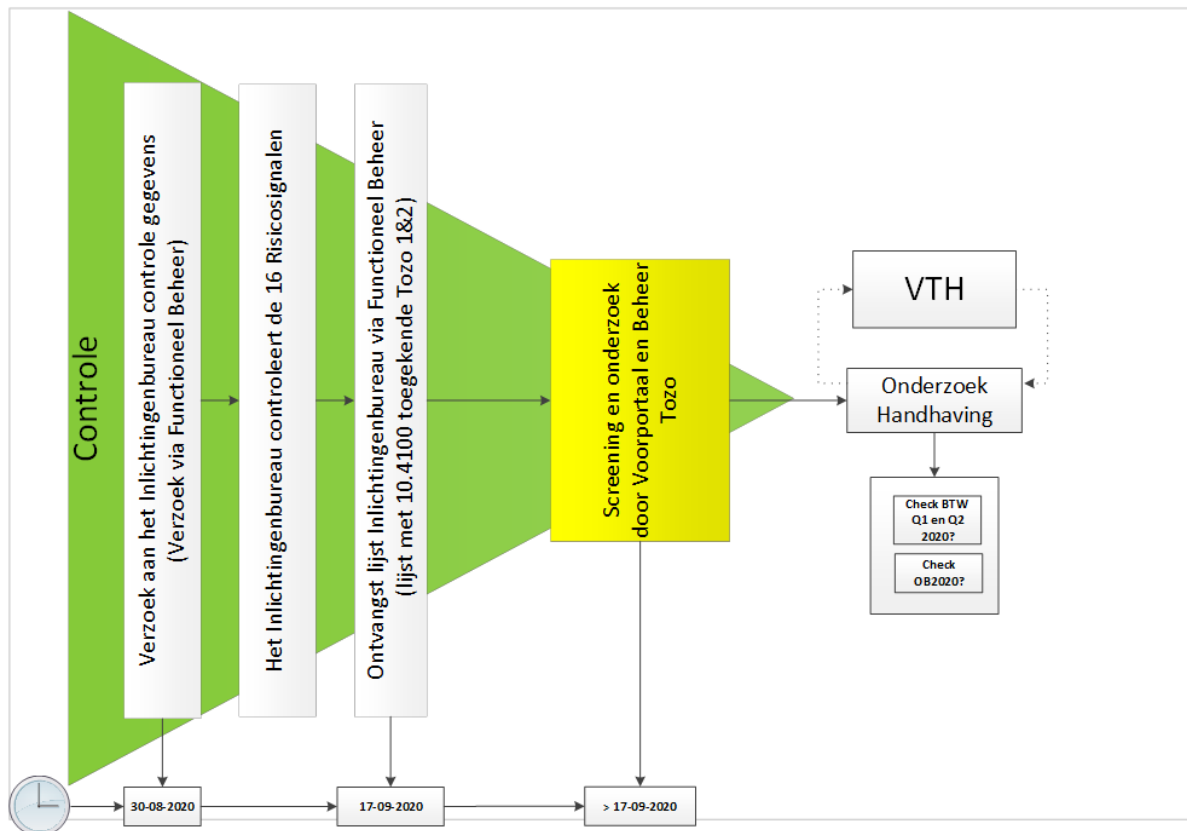 Controle
Verzoek aan het Inlichtingenbureau controle gegevens
(Verzoek via Functioneel Beheer)
Het Inlichtingenbureau controleert de 16 Risicosignalen
Ontvangst lijst Inlichtingenbureau via Functioneel Beheer
(lijst met 10.4100 toegekende Tozo 1&2)
Screening en onderzoek
door Voorportaal en Beheer
Tozo
VTH
Onderzoek
Handhaving
Check BTW
Q1 en Q2
2020?
Check
OB2020?
30-08-2020
17-09-2020
> 17-09-2020